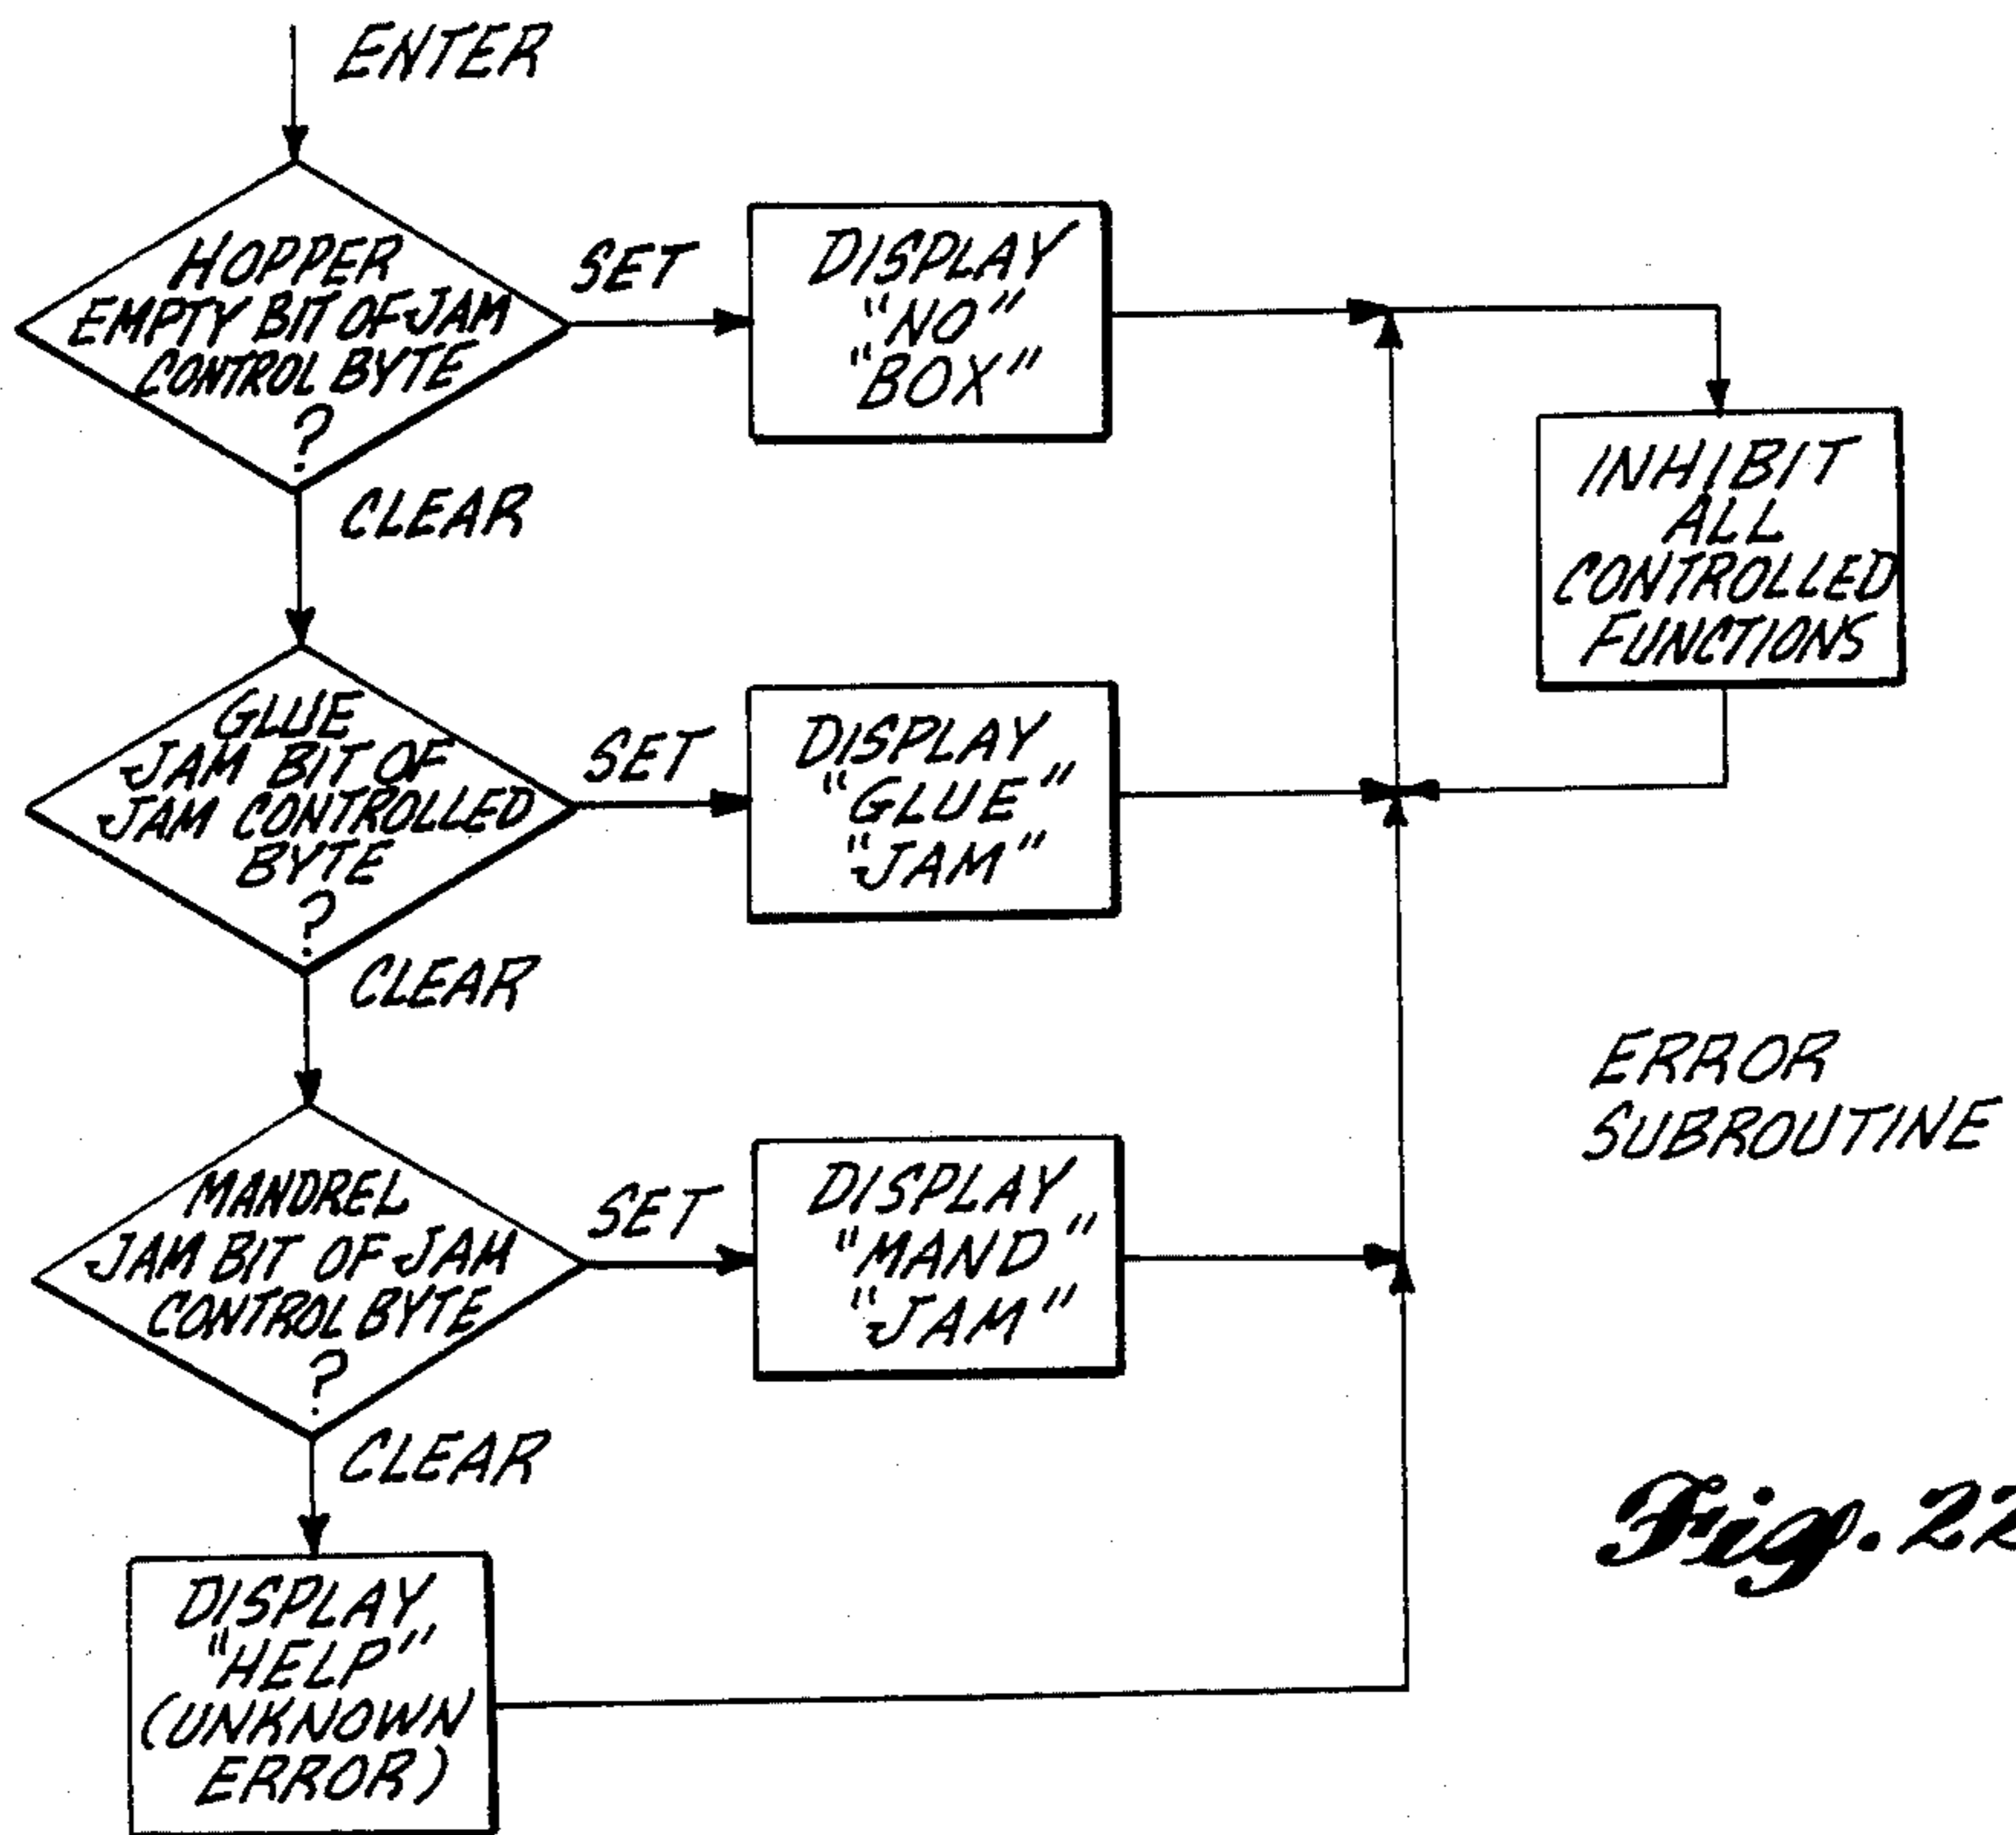 ENTER
HOPPER
EMPTY BIT OF JAM
CONTROL BYTE
?
SET
DISPLAY
"NO"
"BOX"
INHIBIT
ALL
CONTROLLED
FUNCTIONS
CLEAR
GLUE
JAM BIT OF
JAM CONTROLLED
BYTE
?
SET
DISPLAY
"GLUE"
"JAM"
CLEAR
MANDREL
JAM BIT OF JAM
CONTROL BYTE
?
SET
DISPLAY
"MAND"
"JAM"
ERROR
SUBROUTINE
CLEAR
DISPLAY
"HELP"
(UNKNOWN
ERROR)
Fig. 22